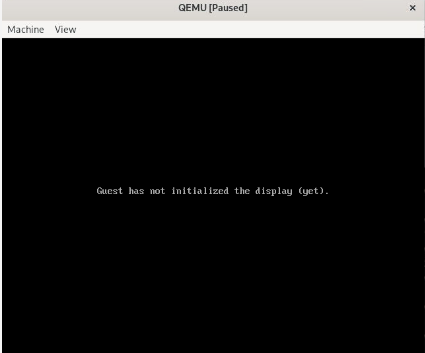 QEMU [Paused]
×
Machine View
Guest has not initialized the display (yet).